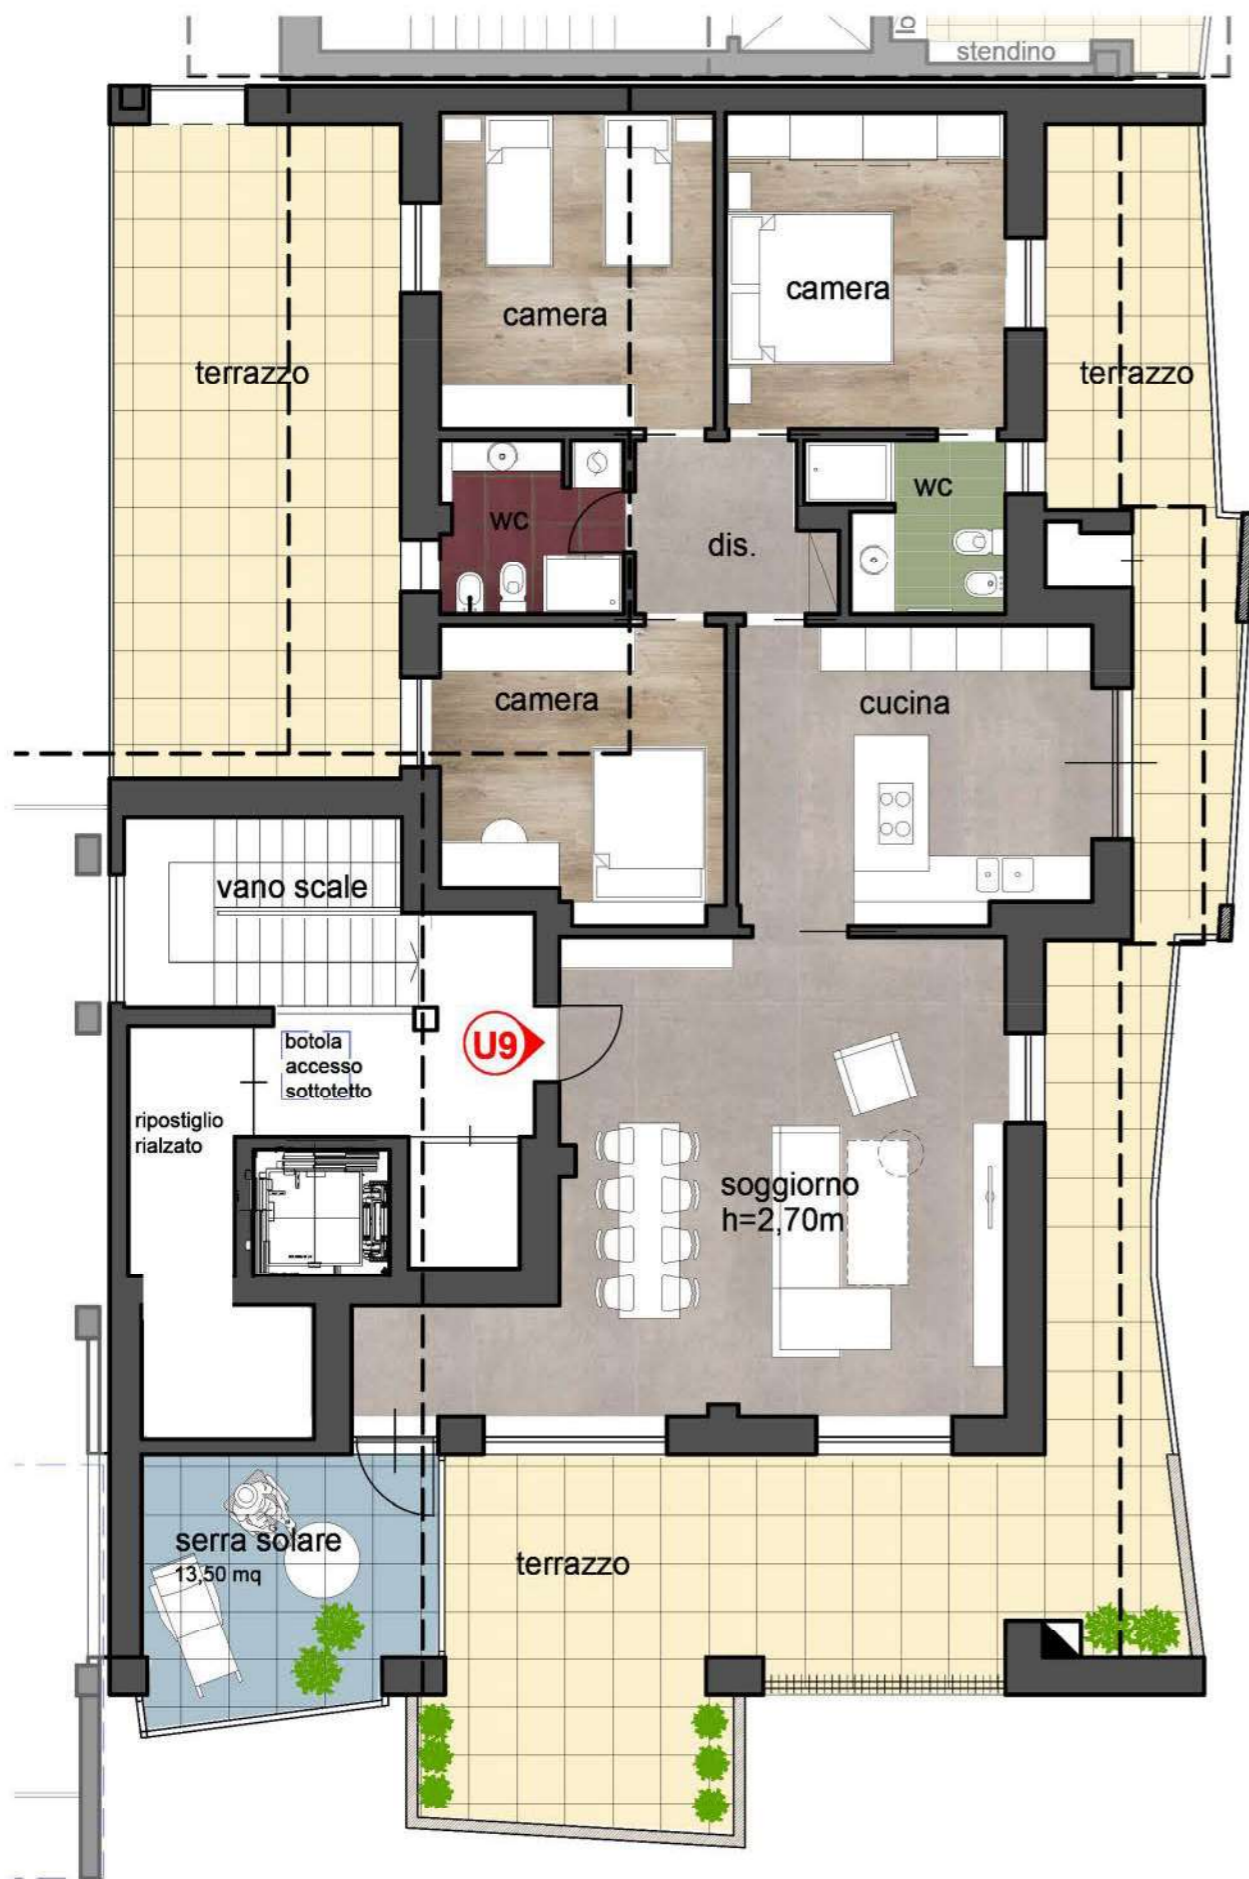 stendino
camera
camera
terrazzo
terrazzo
wc
wc
dis.
camera
cucina
vano scale
U9
botola
accesso
sottotetto
ripostiglio
rialzato
soggiorno
h=2,70m
serra solare
13,50 mq
terrazzo